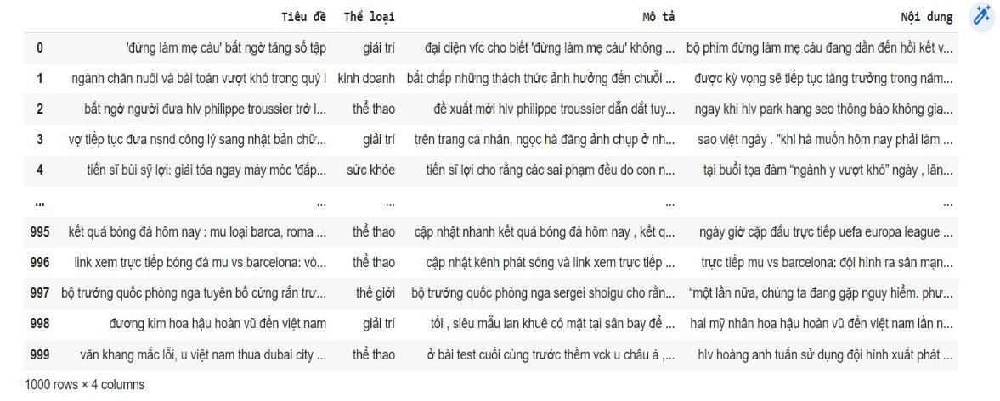 Tiêu đề Thể loại Mô tả Nội dung
0 'đừng làm mẹ cáu' bất ngờ tăng số tập giải trí đại diện vfc cho biết 'đừng làm mẹ cáu' không ... bộ phim đừng làm mẹ cáu đang dần đến hồi kết v...
1 ngành chăn nuôi và bài toán vượt khó trong quý i kinh doanh bất chấp những thách thức ảnh hưởng đến chuỗi ... được kỳ vọng sẽ tiếp tục tăng trưởng trong năm...
2 bất ngờ người đưa hlv philippe troussier trở l... thể thao đề xuất mời hlv philippe troussier dẫn dắt tuy... ngay khi hlv park hang seo thông báo không gia...
3 vợ tiếp tục đưa nsnd công lý sang nhật bản chữ... giải trí trên trang cá nhân, ngọc hà đăng ảnh chụp ở nh... sao việt ngày . "khi hà muốn hôm nay phải làm ...
4 tiến sĩ bùi sỹ lợi: giải tỏa ngay máy móc 'đắp... sức khỏe tiến sĩ lợi cho rằng các sai phạm đều do con n... tại buổi tọa đàm “ngành y vượt khó” ngày , lãn...
... ... ... ... ...
995 kết quả bóng đá hôm nay : mu loại barca, roma ... thể thao cập nhật nhanh kết quả bóng đá hôm nay , kết q... ngày giờ cặp đấu trực tiếp uefa europa league ...
996 link xem trực tiếp bóng đá mu vs barcelona: vò... thể thao cập nhật kênh phát sóng và link xem trực tiếp ... trực tiếp mu vs barcelona: đội hình ra sân mạn...
997 bộ trưởng quốc phòng nga tuyên bố cứng rắn trư... thế giới bộ trưởng quốc phòng nga sergei shoigu cho rằn... “một lần nữa, chúng ta đang gặp nguy hiểm. phư...
998 đương kim hoa hậu hoàn vũ đến việt nam giải trí tối , siêu mẫu lan khuê có mặt tại sân bay để ... hai mỹ nhân hoa hậu hoàn vũ đến việt nam lần n...
999 văn khang mắc lỗi, u việt nam thua dubai city ... thể thao ở bài test cuối cùng trước thềm vck u châu á ,... hlv hoàng anh tuấn sử dụng đội hình xuất phát ...
1000 rows × 4 columns